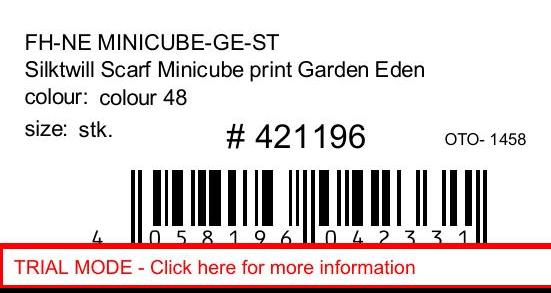 FH-NE MINICUBE-GE-ST
Silktwill Scarf Minicube print Garden Eden
colour: colour 48
size: stk.
# 421196
OTO- 1458
4 058196 042331
TRIAL MODE - Click here for more information